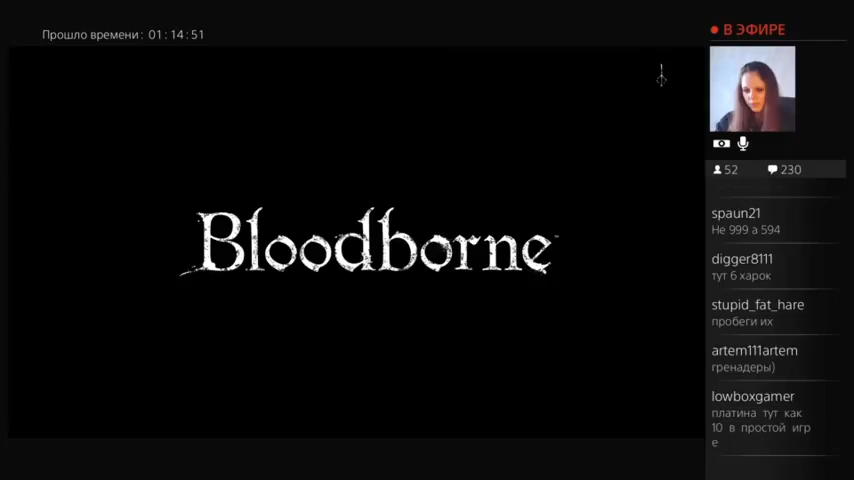 Прошло времени: 01:14:51
В ЭФИРЕ
Bloodborne™
52 230
spaun21
Не 999 а 594
digger8111
тут 6 харок
stupid_fat_hare
пробеги их
artem111artem
гренадеры)
lowboxgamer
платина тут как
10 в простой игр
е